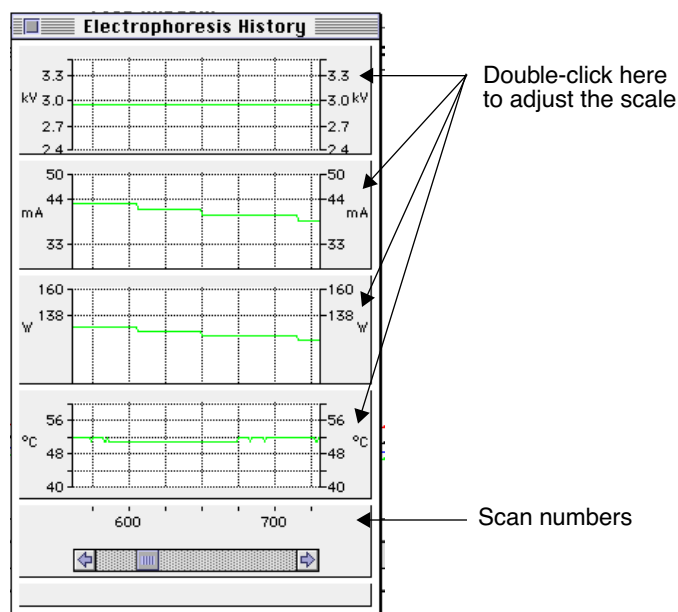 Electrophoresis History
3.3 3.3
kV 3.0 3.0 kV
2.7 2.7
2.4 2.4
50 50
44 44
mA mA
33 33
160 160
138 138
W W
56 56
°C °C
48 48
40 40
600 700
Double-click here
to adjust the scale
Scan numbers